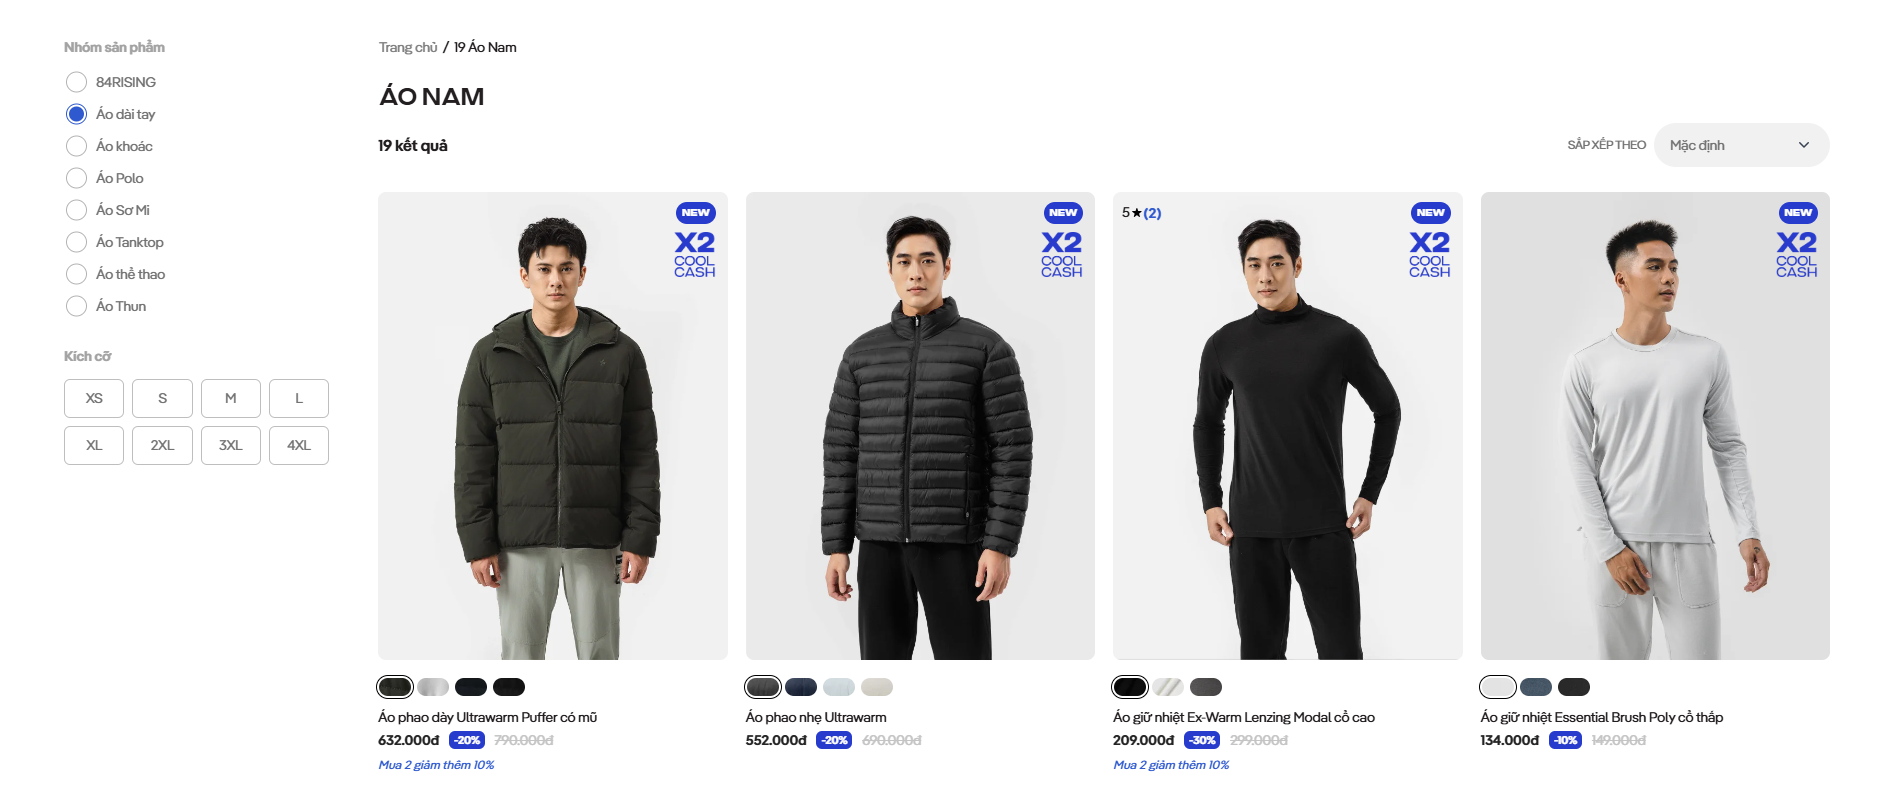 Nhóm sản phẩm
84RISING
Áo dài tay
Áo khoác
Áo Polo
Áo Sơ Mi
Áo Tanktop
Áo thể thao
Áo Thun
Kích cỡ
XS S M L
XL 2XL 3XL 4XL
Trang chủ / 19 Áo Nam
ÁO NAM
19 kết quả
SẮP XẾP THEO Mặc định
NEW
X2
COOL
CASH
Áo phao dày Ultrawarm Puffer có mũ
632.000đ -20% 790.000đ
Mua 2 giảm thêm 10%
NEW
X2
COOL
CASH
Áo phao nhẹ Ultrawarm
552.000đ -20% 690.000đ
5★(2)
NEW
X2
COOL
CASH
Áo giữ nhiệt Ex-Warm Lenzing Modal cổ cao
209.000đ -30% 299.000đ
Mua 2 giảm thêm 10%
NEW
X2
COOL
CASH
Áo giữ nhiệt Essential Brush Poly cổ thấp
134.000đ -10% 149.000đ